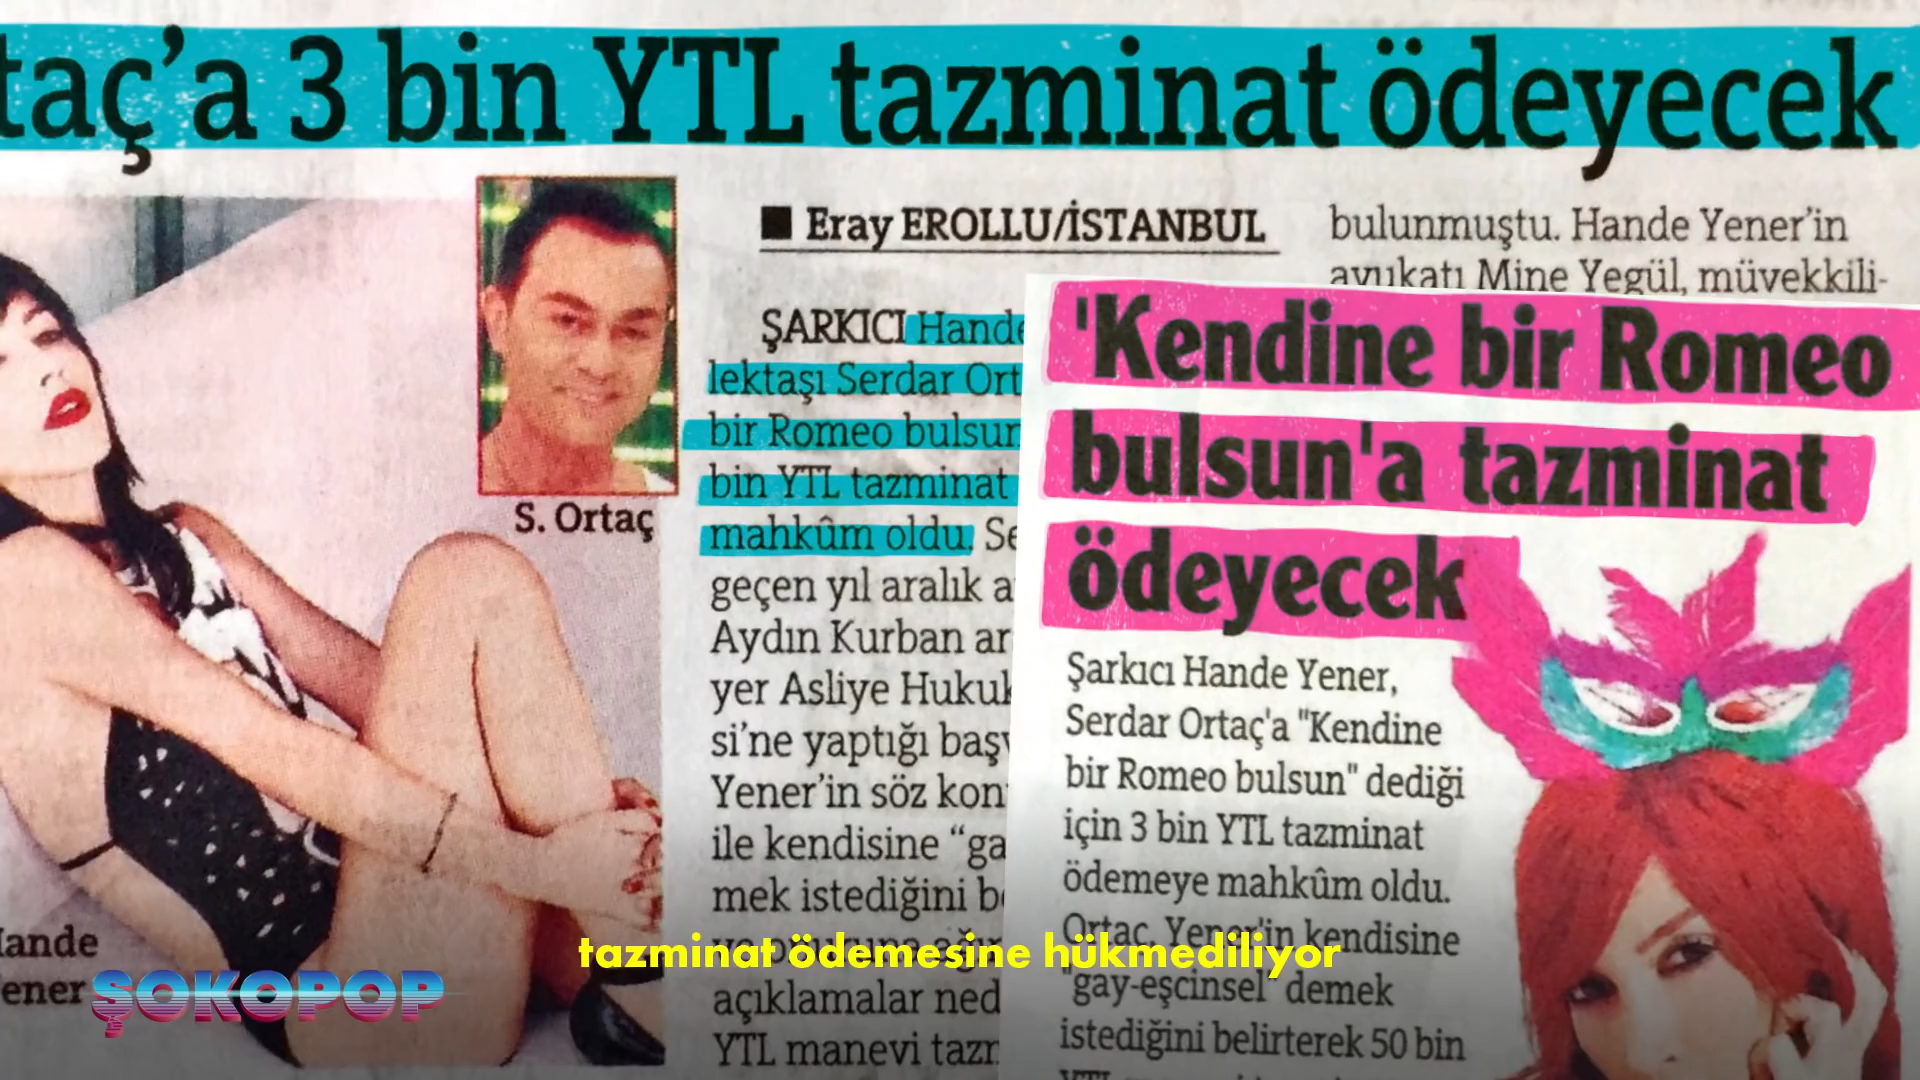 taç'a 3 bin YTL tazminat ödeyecek
S. Ortaç
■ Eray EROLLU/İSTANBUL
ŞARKICI Hande
lektaşı Serdar Ort
bir Romeo bulsun
bin YTL tazminat
mahkûm oldu. Se
geçen yıl aralık a
Aydın Kurban ar
yer Asliye Hukuk
si'ne yaptığı başv
Yener'in söz kon
ile kendisine "ga
mek istediğini be
açıklamalar ned
YTL manevi tazm
bulunmuştu. Hande Yener'in
avukatı Mine Yegül, müvekkili-
'Kendine bir Romeo
bulsun'a tazminat
ödeyecek
Şarkıcı Hande Yener,
Serdar Ortaç'a "Kendine
bir Romeo bulsun" dediği
için 3 bin YTL tazminat
ödemeye mahkûm oldu.
Ortaç, Yener'in kendisine
"gay-eşcinsel" demek
istediğini belirterek 50 bin
ande
ener
ŞOKOPOP
tazminat ödemesine hükmediliyor